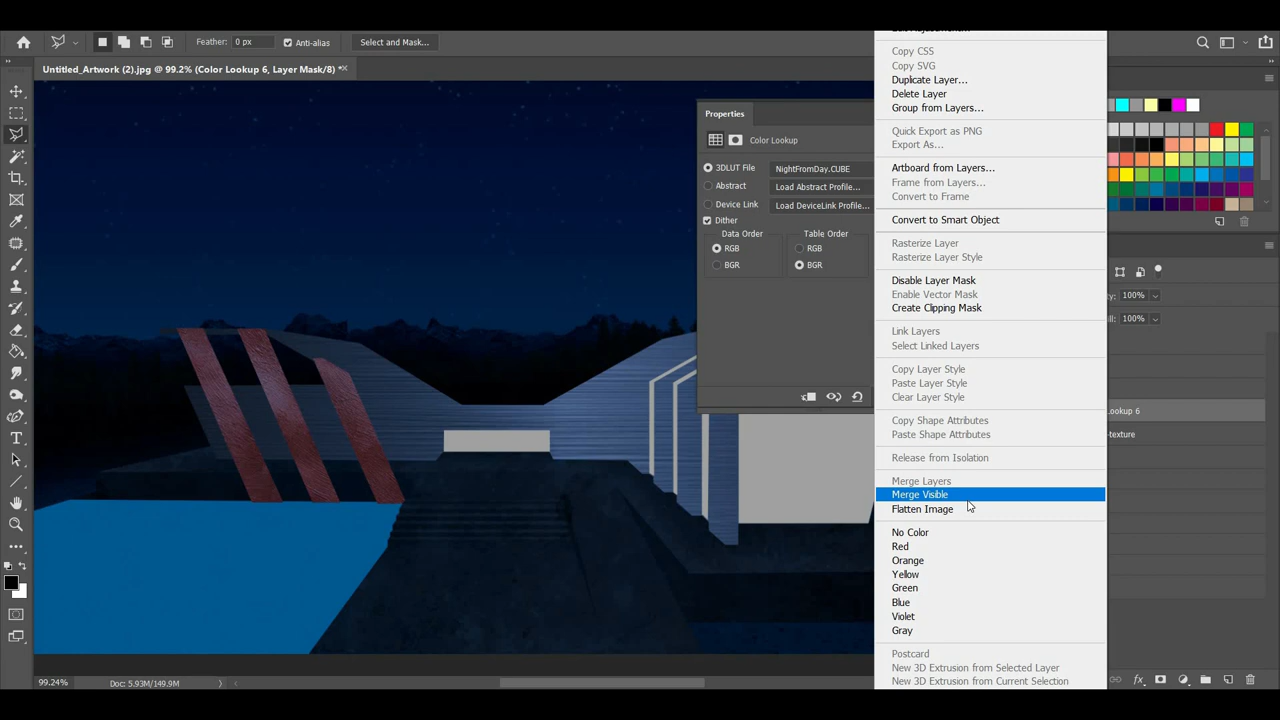 Feather: 0 px Anti-alias Select and Mask...
Untitled_Artwork (2).jpg @ 99.2% (Color Lookup 6, Layer Mask/8) *
Properties
Color Lookup
3DLUT File NightFromDay.CUBE
Abstract Load Abstract Profile...
Device Link Load DeviceLink Profile...
Dither
Data Order Table Order
RGB RGB
BGR BGR
Copy CSS
Copy SVG
Duplicate Layer...
Delete Layer
Group from Layers...
Quick Export as PNG
Export As...
Artboard from Layers...
Frame from Layers...
Convert to Frame
Convert to Smart Object
Rasterize Layer
Rasterize Layer Style
Disable Layer Mask
Enable Vector Mask
Create Clipping Mask
Link Layers
Select Linked Layers
Copy Layer Style
Paste Layer Style
Clear Layer Style
Copy Shape Attributes
Paste Shape Attributes
Release from Isolation
Merge Layers
Merge Visible
Flatten Image
No Color
Red
Orange
Yellow
Green
Blue
Violet
Gray
Postcard
New 3D Extrusion from Selected Layer
New 3D Extrusion from Current Selection
ty: 100%
ill: 100%
ookup 6
texture
99.24% Doc: 5.93M/149.9M